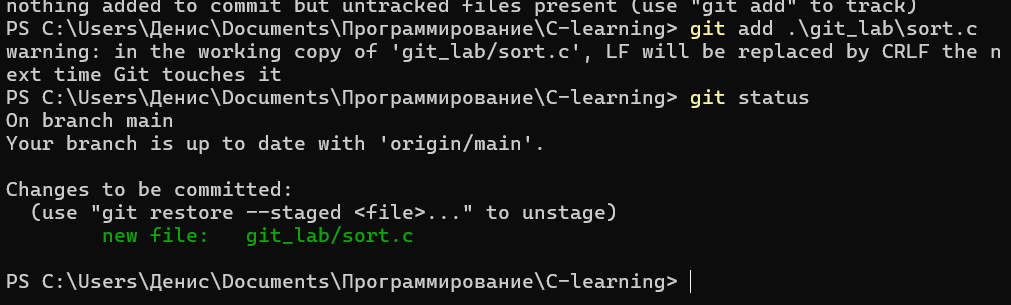 nothing added to commit but untracked files present (use "git add" to track)
PS C:\Users\Денис\Documents\Программирование\C-learning> git add .\git_lab\sort.c
warning: in the working copy of 'git_lab/sort.c', LF will be replaced by CRLF the n
ext time Git touches it
PS C:\Users\Денис\Documents\Программирование\C-learning> git status
On branch main
Your branch is up to date with 'origin/main'.

Changes to be committed:
  (use "git restore --staged <file>..." to unstage)
        new file:   git_lab/sort.c

PS C:\Users\Денис\Documents\Программирование\C-learning>